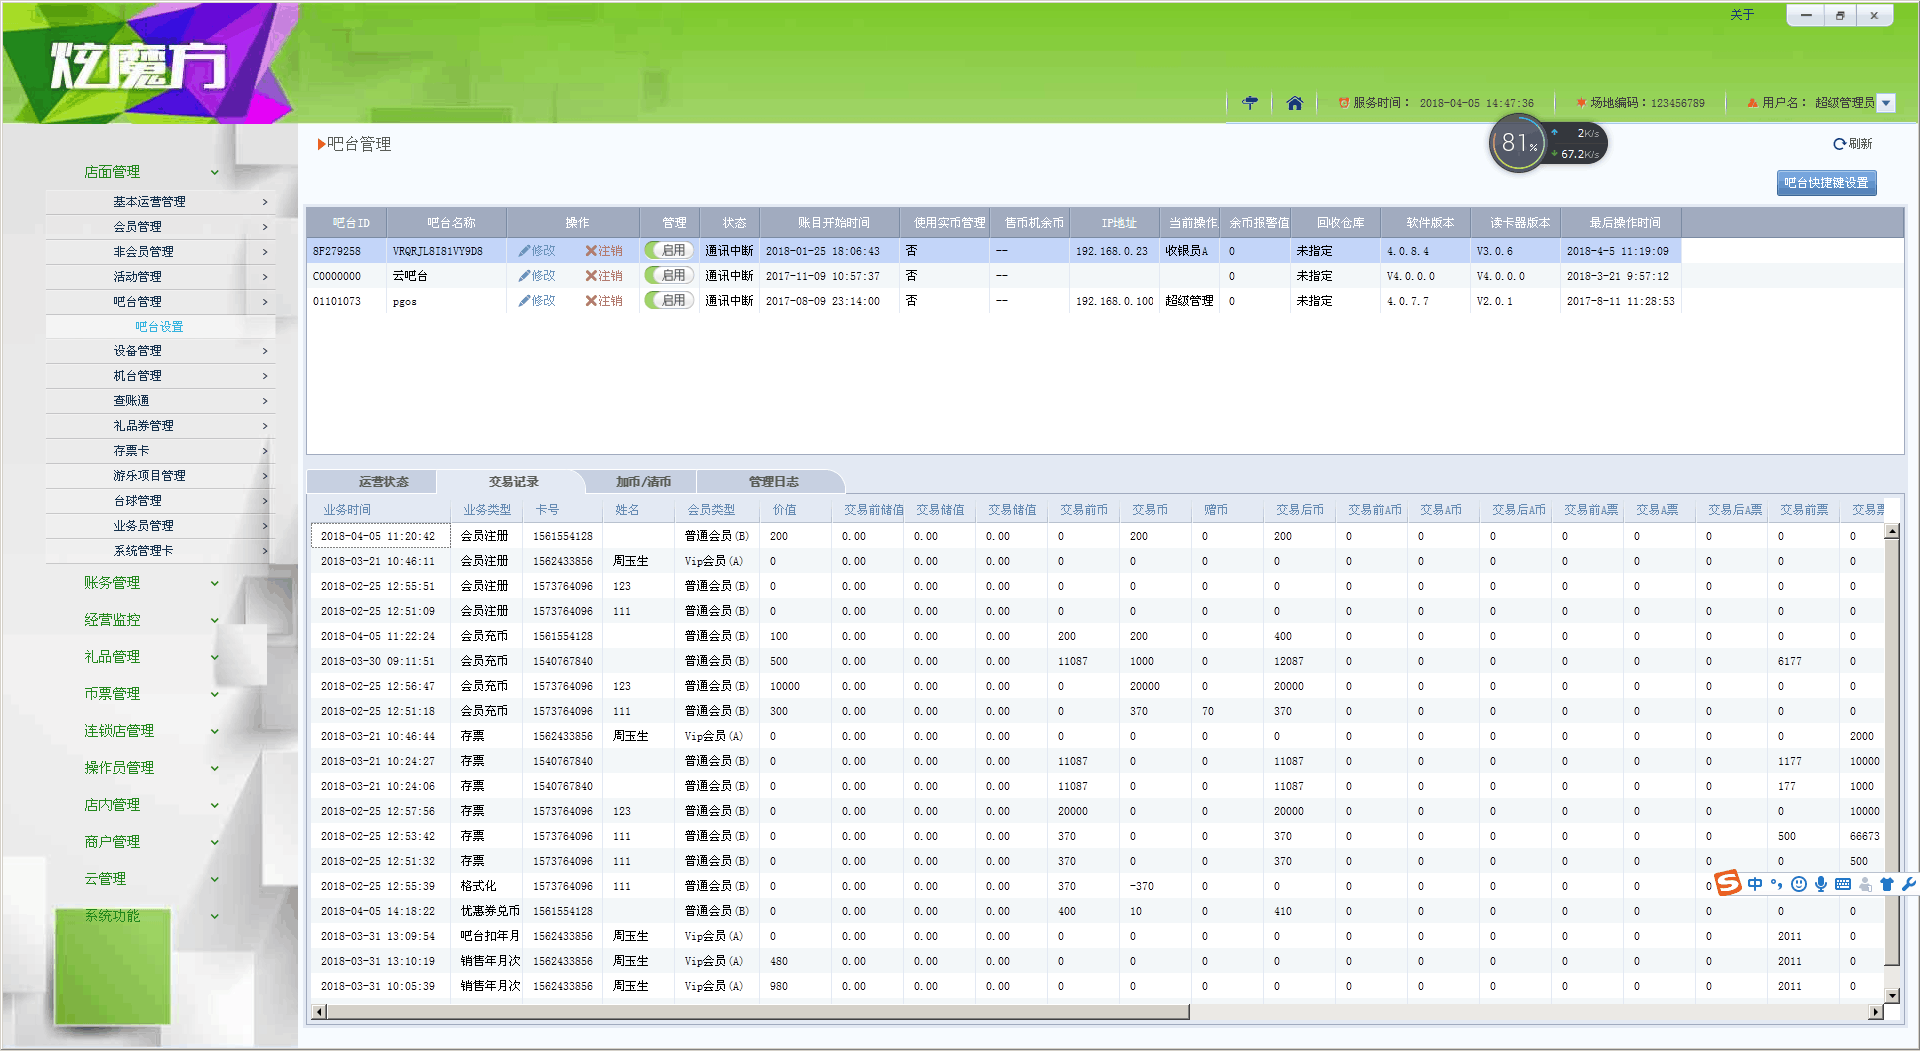 关于
炫魔方
服务时间： 2018-04-05 14:47:36 场地编码：123456789 用户名： 超级管理员
81% 2K/s
67.2K/s
吧台管理 刷新
吧台快捷键设置
店面管理
基本运营管理
会员管理
非会员管理
活动管理
吧台管理
吧台设置
设备管理
机台管理
查账通
礼品券管理
存票卡
游乐项目管理
台球管理
业务员管理
系统管理卡
账务管理
经营监控
礼品管理
币票管理
连锁店管理
操作员管理
店内管理
商户管理
云管理
系统功能
吧台ID 吧台名称 操作 管理 状态 账目开始时间 使用实币管理 售币机余币 IP地址 当前操作 余币报警值 回收仓库 软件版本 读卡器版本 最后操作时间
8F279258 VRQRJL8I81VY9D8 修改 注销 启用 通讯中断 2018-01-25 18:06:43 否 -- 192.168.0.23 收银员A 0 未指定 4.0.8.4 V3.0.6 2018-4-5 11:19:09
C0000000 云吧台 修改 注销 启用 通讯中断 2017-11-09 10:57:37 否 -- 0 未指定 V4.0.0.0 V4.0.0.0 2018-3-21 9:57:12
01101073 pgos 修改 注销 启用 通讯中断 2017-08-09 23:14:00 否 -- 192.168.0.100 超级管理 0 未指定 4.0.7.7 V2.0.1 2017-8-11 11:28:53
运营状态 交易记录 加币/清币 管理日志
业务时间 业务类型 卡号 姓名 会员类型 价值 交易前储值 交易储值 交易储值 交易前币 交易币 赠币 交易后币 交易前A币 交易A币 交易后A币 交易前A票 交易A票 交易后A票 交易前票 交易票
2018-04-05 11:20:42 会员注册 1561554128 普通会员(B) 200 0.00 0.00 0.00 0 200 0 200 0 0 0 0 0 0 0 0
2018-03-21 10:46:11 会员注册 1562433856 周玉生 Vip会员(A) 0 0.00 0.00 0.00 0 0 0 0 0 0 0 0 0 0 0 0
2018-02-25 12:55:51 会员注册 1573764096 123 普通会员(B) 0 0.00 0.00 0.00 0 0 0 0 0 0 0 0 0 0 0 0
2018-02-25 12:51:09 会员注册 1573764096 111 普通会员(B) 0 0.00 0.00 0.00 0 0 0 0 0 0 0 0 0 0 0 0
2018-04-05 11:22:24 会员充币 1561554128 普通会员(B) 100 0.00 0.00 0.00 200 200 0 400 0 0 0 0 0 0 0 0
2018-03-30 09:11:51 会员充币 1540767840 普通会员(B) 500 0.00 0.00 0.00 11087 1000 0 12087 0 0 0 0 0 0 6177 0
2018-02-25 12:56:47 会员充币 1573764096 123 普通会员(B) 10000 0.00 0.00 0.00 0 20000 0 20000 0 0 0 0 0 0 0 0
2018-02-25 12:51:18 会员充币 1573764096 111 普通会员(B) 300 0.00 0.00 0.00 0 370 70 370 0 0 0 0 0 0 0 0
2018-03-21 10:46:44 存票 1562433856 周玉生 Vip会员(A) 0 0.00 0.00 0.00 0 0 0 0 0 0 0 0 0 0 0 2000
2018-03-21 10:24:27 存票 1540767840 普通会员(B) 0 0.00 0.00 0.00 11087 0 0 11087 0 0 0 0 0 0 1177 10000
2018-03-21 10:24:06 存票 1540767840 普通会员(B) 0 0.00 0.00 0.00 11087 0 0 11087 0 0 0 0 0 0 177 1000
2018-02-25 12:57:56 存票 1573764096 123 普通会员(B) 0 0.00 0.00 0.00 20000 0 0 20000 0 0 0 0 0 0 0 10000
2018-02-25 12:53:42 存票 1573764096 111 普通会员(B) 0 0.00 0.00 0.00 370 0 0 370 0 0 0 0 0 0 500 66673
2018-02-25 12:51:32 存票 1573764096 111 普通会员(B) 0 0.00 0.00 0.00 370 0 0 370 0 0 0 0 0 0 0 500
2018-02-25 12:55:39 格式化 1573764096 111 普通会员(B) 0 0.00 0.00 0.00 370 -370 0 0 0 0 0 0 0 0 中
2018-04-05 14:18:22 优惠券兑币 1561554128 普通会员(B) 0 0.00 0.00 0.00 400 10 0 410 0 0 0 0 0 0 0 0
2018-03-31 13:09:54 吧台扣年月 1562433856 周玉生 Vip会员(A) 0 0.00 0.00 0.00 0 0 0 0 0 0 0 0 0 0 2011 0
2018-03-31 13:10:19 销售年月次 1562433856 周玉生 Vip会员(A) 480 0.00 0.00 0.00 0 0 0 0 0 0 0 0 0 0 2011 0
2018-03-31 10:05:39 销售年月次 1562433856 周玉生 Vip会员(A) 980 0.00 0.00 0.00 0 0 0 0 0 0 0 0 0 0 2011 0